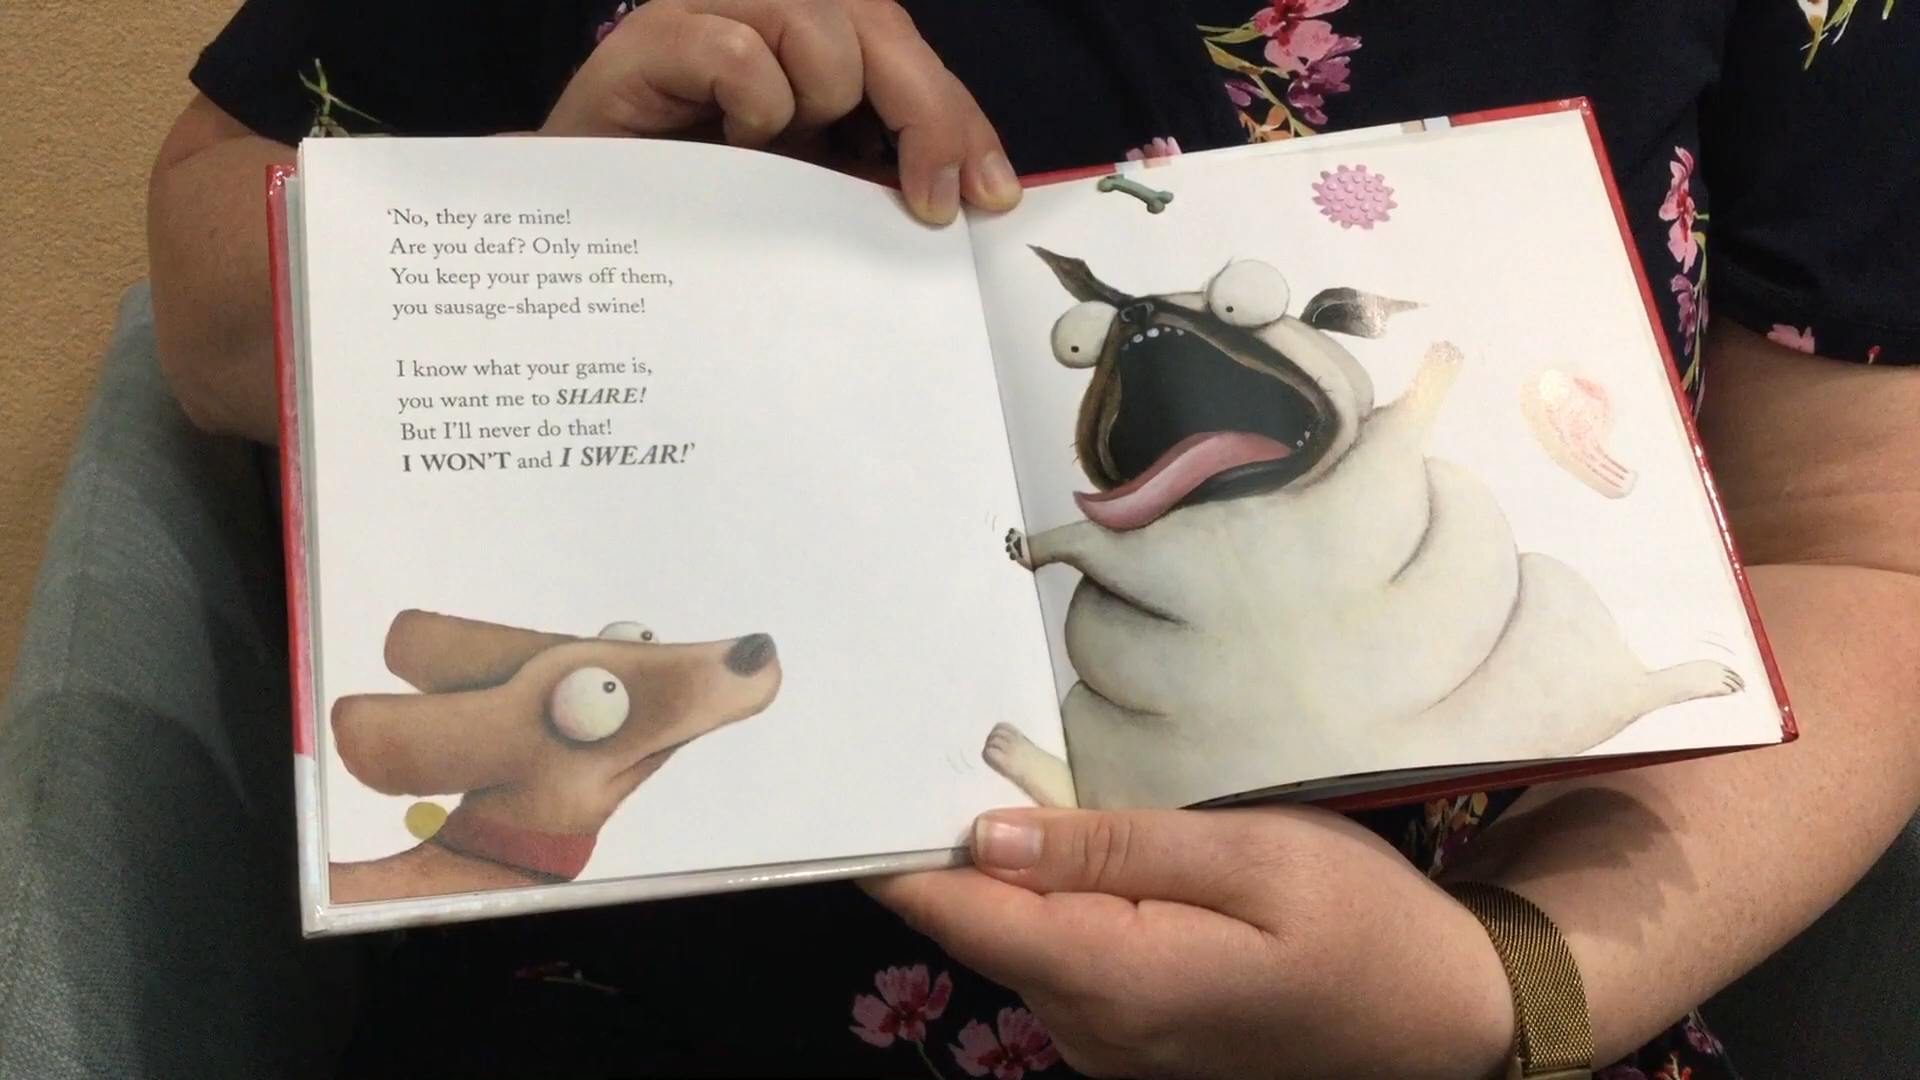 ‘No, they are mine!
Are you deaf? Only mine!
You keep your paws off them,
you sausage-shaped swine!
I know what your game is,
you want me to SHARE!
But I’ll never do that!
I WON’T and I SWEAR!’